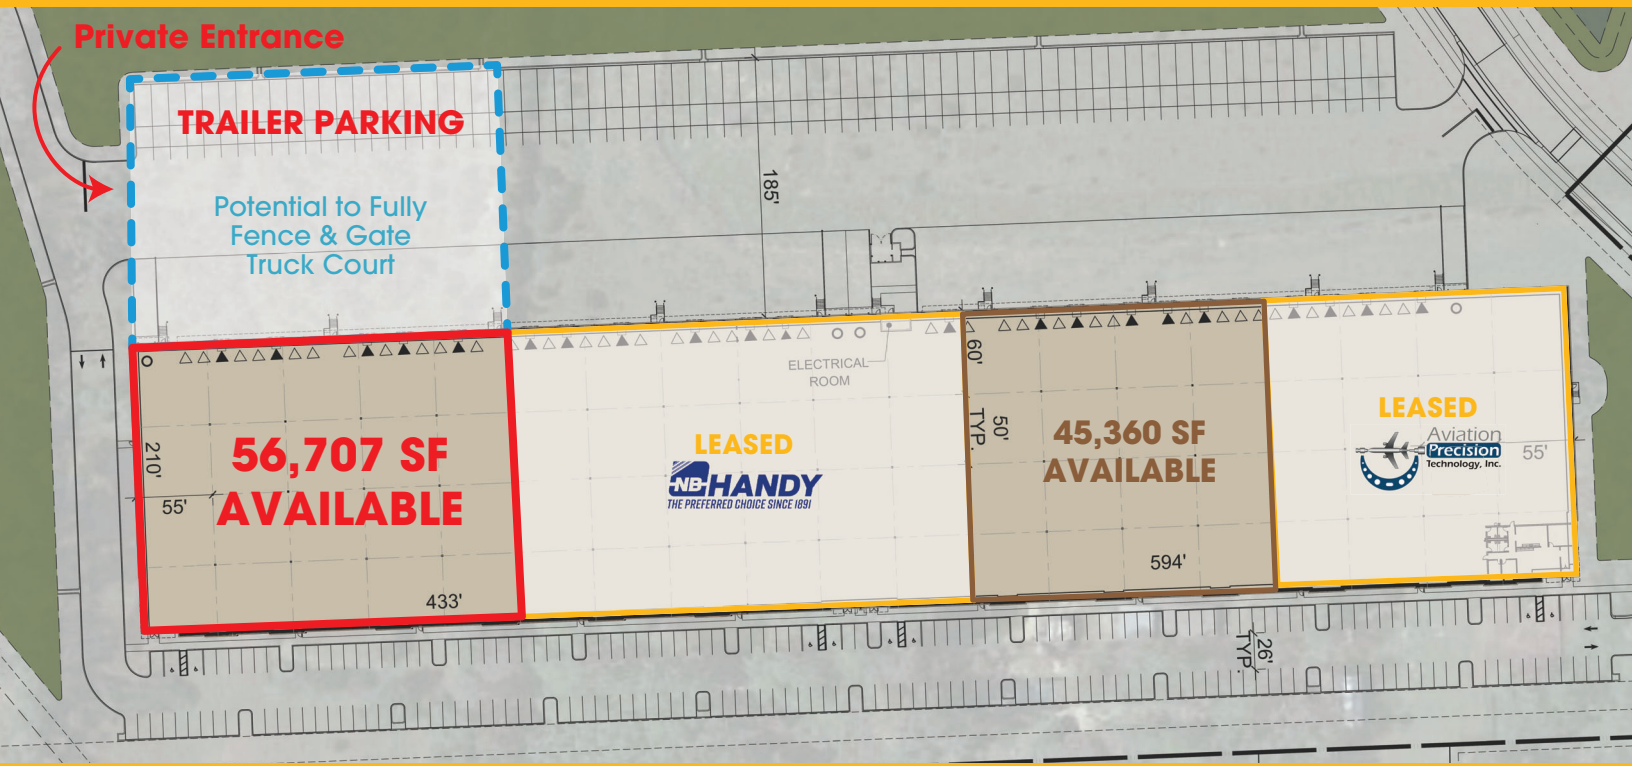 Private Entrance
TRAILER PARKING
Potential to Fully
Fence & Gate
Truck Court
185'
ELECTRICAL
ROOM
210'
55'
56,707 SF
AVAILABLE
433'
LEASED
NB HANDY
THE PREFERRED CHOICE SINCE 1891
60'
50'
TYP.
45,360 SF
AVAILABLE
594'
LEASED
Aviation
Precision
Technology, Inc.
55'
26'
TYP.